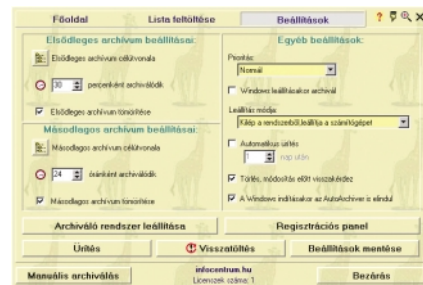 Főoldal Lista feltöltése Beállítások ?
Elsődleges archívum beállításai:
Elsődleges archívum célútvonala
30 percenként archiválódik
Elsődleges archívum tömörítése
Másodlagos archívum beállításai:
Másodlagos archívum célútvonala
24 óránként archiválódik
Másodlagos archívum tömörítése
Egyéb beállítások:
Prioritás:
Normál
Windows leállításakor archivál
Leállítás módja:
Kilép a rendszerből,leállítja a számítógépet
Automatikus ürítés
1 nap után
Törlés, módosítás előtt visszakérdez
A Windows indításakor az AutoArchiver is elindul
Archiváló rendszer leállítása Regisztrációs panel
Ürítés Visszatöltés Beállítások mentése
Manuális archiválás infocentrum.hu Bezárás
Licenszek száma: 1